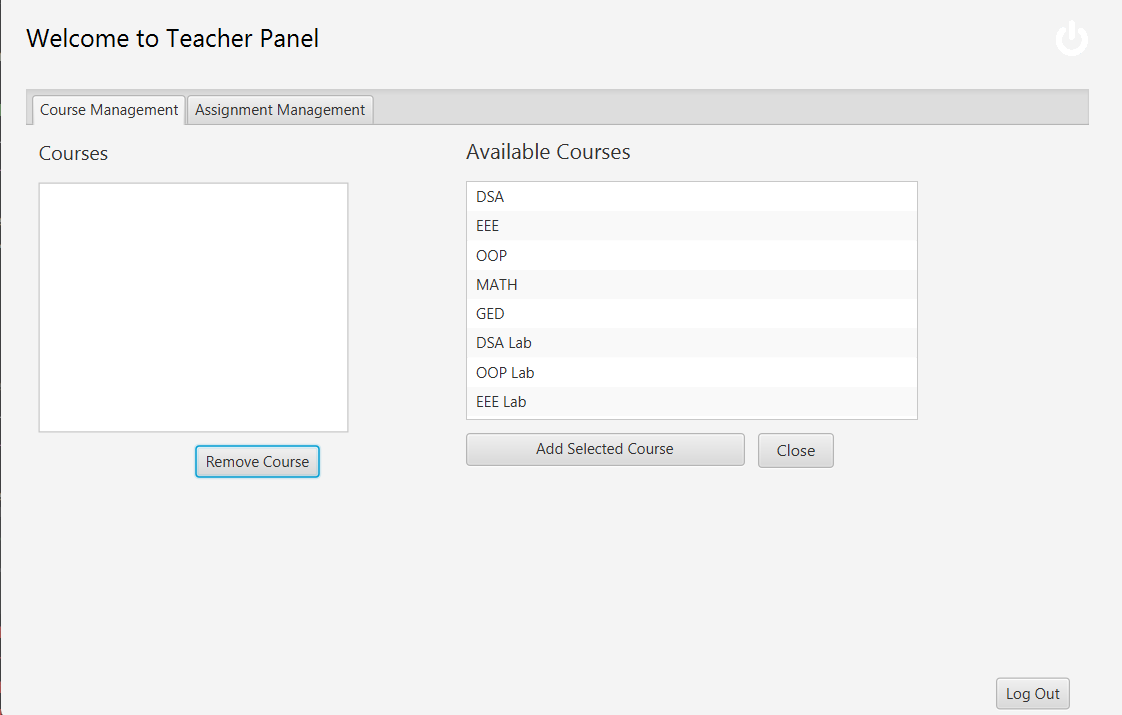 Welcome to Teacher Panel
Course Management
Assignment Management
Courses
Available Courses
DSA
EEE
OOP
MATH
GED
DSA Lab
OOP Lab
EEE Lab
Remove Course
Add Selected Course
Close
Log Out